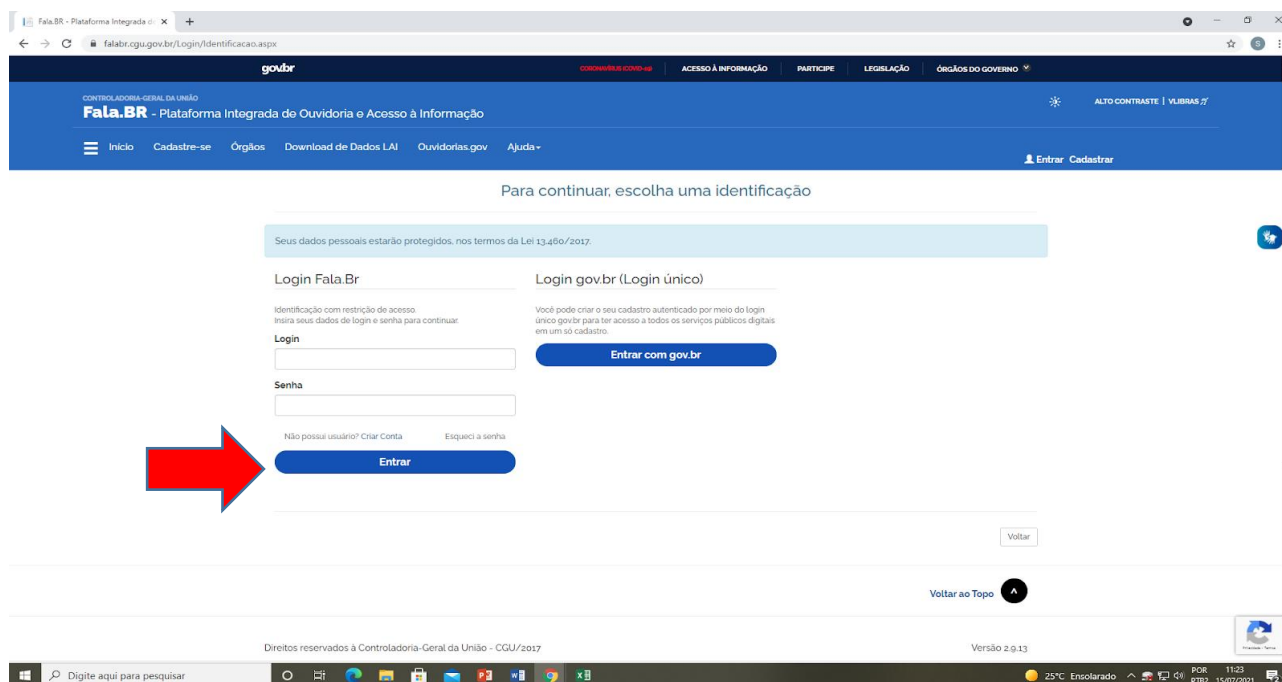 Fala.BR - Plataforma Integrada d
falabr.cgu.gov.br/Login/Identificacao.aspx
S
gov.br
CORONAVÍRUS (COVID-19)
ACESSO À INFORMAÇÃO
PARTICIPE
LEGISLAÇÃO
ÓRGÃOS DO GOVERNO
CONTROLADORIA-GERAL DA UNIÃO
Fala.BR - Plataforma Integrada de Ouvidoria e Acesso à Informação
ALTO CONTRASTE | VLIBRAS
Início Cadastre-se Órgãos Download de Dados LAI Ouvidorias.gov Ajuda
Entrar Cadastrar
Para continuar, escolha uma identificação
Seus dados pessoais estarão protegidos, nos termos da Lei 13.460/2017.
Login Fala.Br
Identificação com restrição de acesso.
Insira seus dados de login e senha para continuar.
Login
Senha
Não possui usuário? Criar Conta
Esqueci a senha
Entrar
Login gov.br (Login único)
Você pode criar o seu cadastro autenticado por meio do login
único gov.br para ter acesso a todos os serviços públicos digitais
em um só cadastro.
Entrar com gov.br
Voltar
Voltar ao Topo
Direitos reservados à Controladoria-Geral da União - CGU/2017
Versão 2.9.13
Digite aqui para pesquisar
25°C Ensolarado
POR
PTB2
11:23
15/07/2021